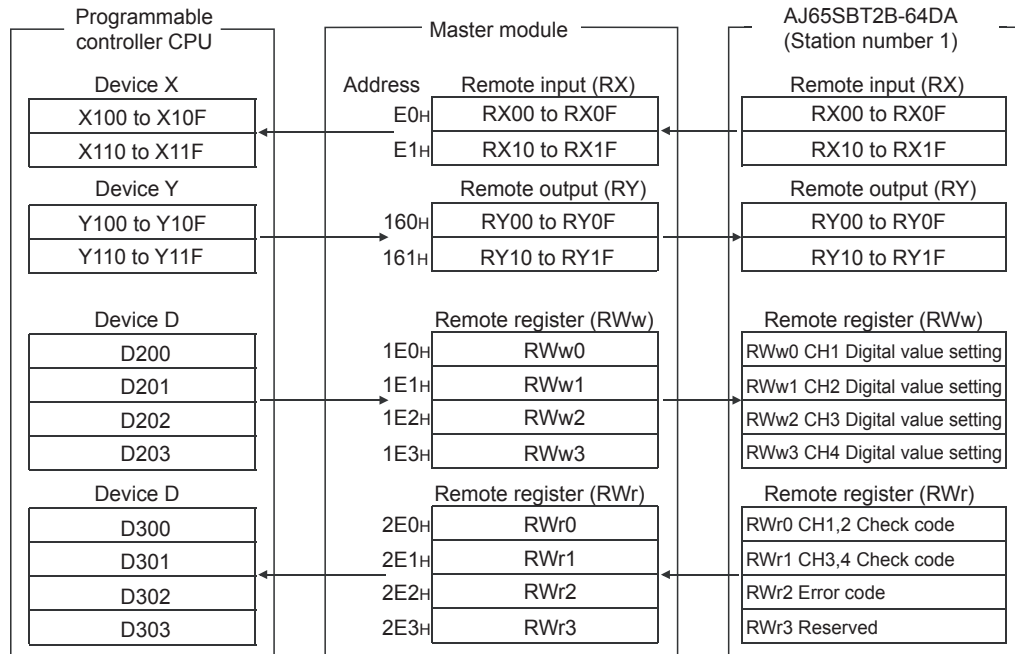 Programmable
controller CPU
Master module
AJ65SBT2B-64DA
(Station number 1)
Device X
Address
Remote input (RX)
Remote input (RX)
X100 to X10F
E0H
RX00 to RX0F
RX00 to RX0F
X110 to X11F
E1H
RX10 to RX1F
RX10 to RX1F
Device Y
Remote output (RY)
Remote output (RY)
Y100 to Y10F
160H
RY00 to RY0F
RY00 to RY0F
Y110 to Y11F
161H
RY10 to RY1F
RY10 to RY1F
Device D
Remote register (RWw)
Remote register (RWw)
D200
1E0H
RWw0
RWw0 CH1 Digital value setting
D201
1E1H
RWw1
RWw1 CH2 Digital value setting
D202
1E2H
RWw2
RWw2 CH3 Digital value setting
D203
1E3H
RWw3
RWw3 CH4 Digital value setting
Device D
Remote register (RWr)
Remote register (RWr)
D300
2E0H
RWr0
RWr0 CH1,2 Check code
D301
2E1H
RWr1
RWr1 CH3,4 Check code
D302
2E2H
RWr2
RWr2 Error code
D303
2E3H
RWr3
RWr3 Reserved